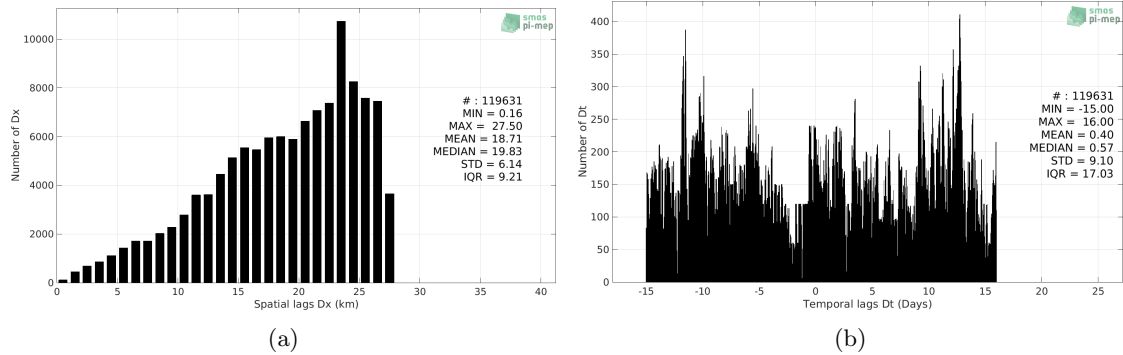 smos
pi-mep
10000
8000
6000
4000
2000
0
Number of Dx
# : 119631
MIN = 0.16
MAX = 27.50
MEAN = 18.71
MEDIAN = 19.83
STD = 6.14
IQR = 9.21
0 5 10 15 20 25 30 35 40
Spatial lags Dx (km)
(a)
smos
pi-mep
400
350
300
250
200
150
100
50
0
Number of Dt
# : 119631
MIN = -15.00
MAX = 16.00
MEAN = 0.40
MEDIAN = 0.57
STD = 9.10
IQR = 17.03
-15 -10 -5 0 5 10 15 20 25
Temporal lags Dt (Days)
(b)